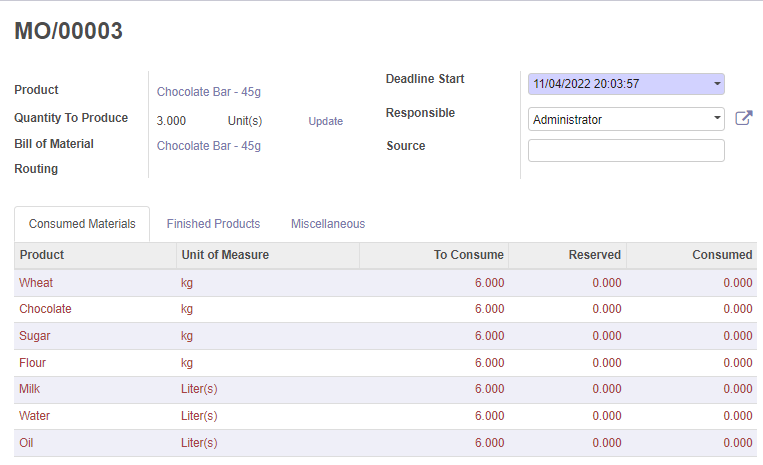 MO/00003
Product Chocolate Bar - 45g
Quantity To Produce 3.000 Unit(s) Update
Bill of Material Chocolate Bar - 45g
Routing
Deadline Start 11/04/2022 20:03:57
Responsible Administrator
Source
Consumed Materials Finished Products Miscellaneous
Product Unit of Measure To Consume Reserved Consumed
Wheat kg 6.000 0.000 0.000
Chocolate kg 6.000 0.000 0.000
Sugar kg 6.000 0.000 0.000
Flour kg 6.000 0.000 0.000
Milk Liter(s) 6.000 0.000 0.000
Water Liter(s) 6.000 0.000 0.000
Oil Liter(s) 6.000 0.000 0.000